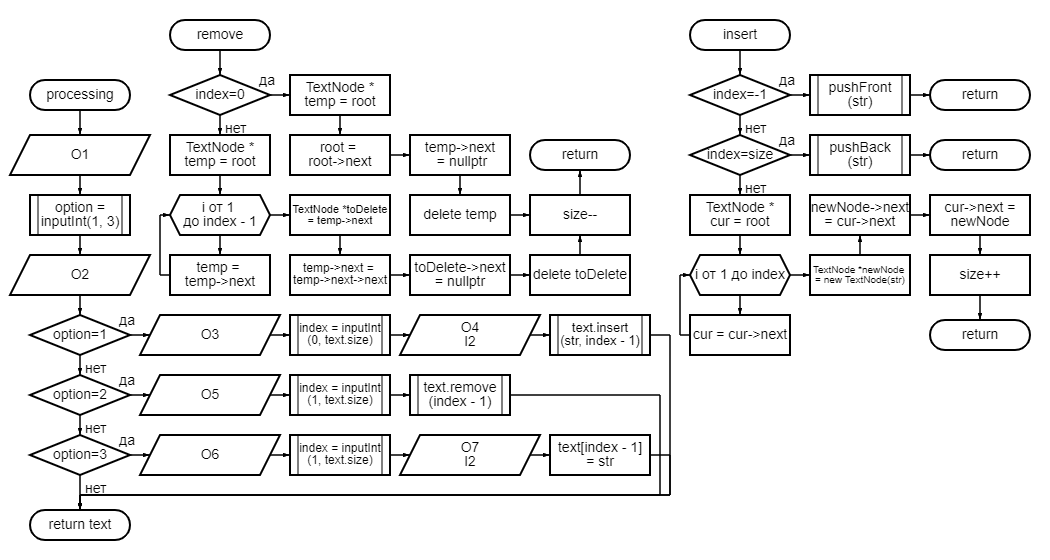 processing
O1
option =
inputInt(1, 3)
O2
option=1
да
O3
index = inputInt
(0, text.size)
O4
I2
text.insert
(str, index - 1)
нет
option=2
да
O5
index = inputInt
(1, text.size)
text.remove
(index - 1)
нет
option=3
да
O6
index = inputInt
(1, text.size)
O7
I2
text[index - 1]
= str
нет
return text
remove
index=0
да
TextNode *
temp = root
root =
root->next
temp->next
= nullptr
delete temp
size--
return
нет
TextNode *
temp = root
i от 1
до index - 1
temp =
temp->next
TextNode *toDelete
= temp->next
temp->next =
temp->next->next
toDelete->next
= nullptr
delete toDelete
insert
index=-1
да
pushFront
(str)
return
нет
index=size
да
pushBack
(str)
return
нет
TextNode *
cur = root
i от 1 до index
cur = cur->next
TextNode *newNode
= new TextNode(str)
newNode->next
= cur->next
cur->next =
newNode
size++
return